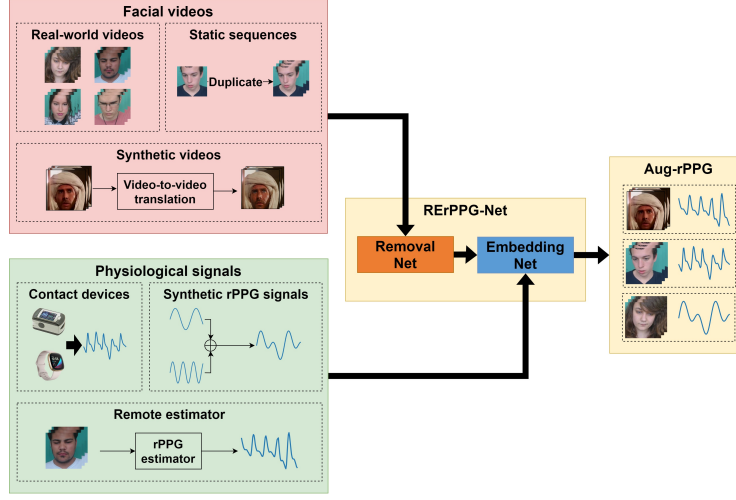 Facial videos
Real-world videos
Static sequences
Duplicate
Synthetic videos
Video-to-video
translation
Physiological signals
Contact devices
Synthetic rPPG signals
Remote estimator
rPPG
estimator
RErPPG-Net
Removal
Net
Embedding
Net
Aug-rPPG